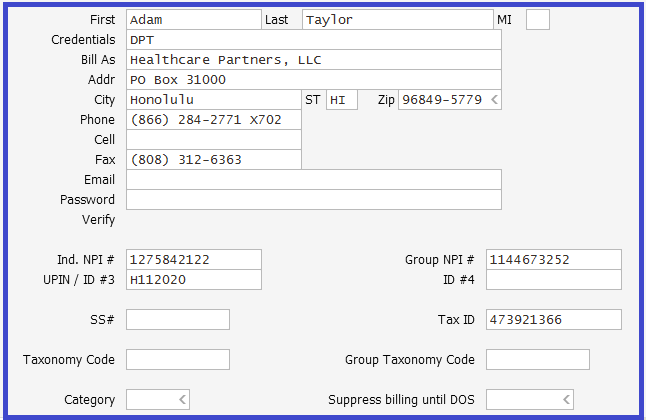 First Adam Last Taylor MI
Credentials DPT
Bill As Healthcare Partners, LLC
Addr PO Box 31000
City Honolulu ST HI Zip 96849-5779 <
Phone (866) 284-2771 X702
Cell
Fax (808) 312-6363
Email
Password
Verify
Ind. NPI # 1275842122 Group NPI # 1144673252
UPIN / ID #3 H112020 ID #4
SS# Tax ID 473921366
Taxonomy Code Group Taxonomy Code
Category < Suppress billing until DOS <